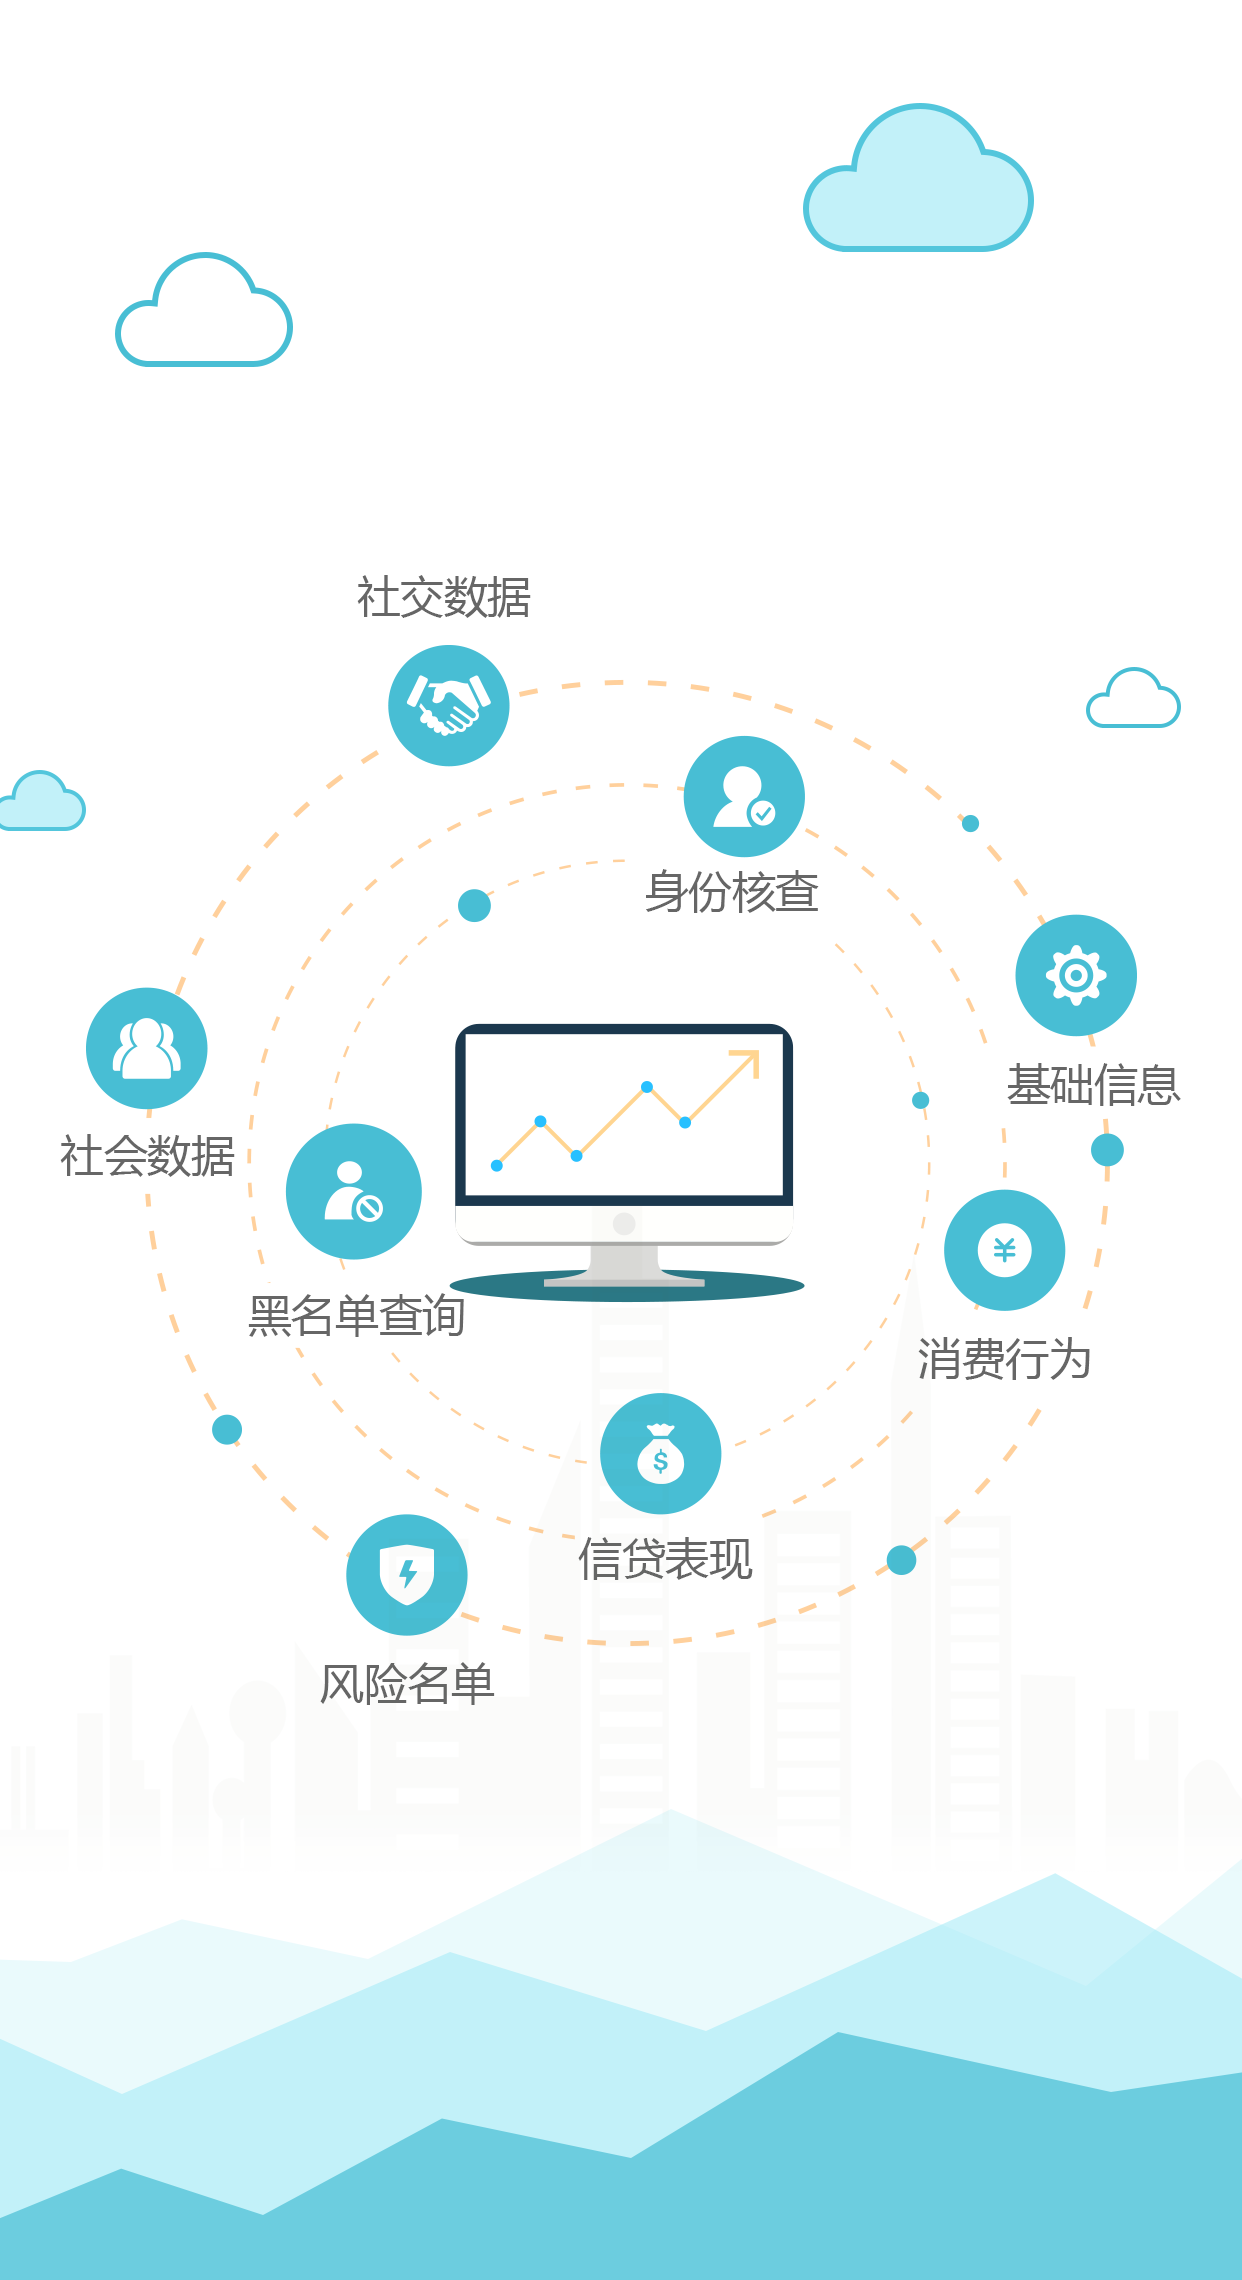 社交数据
身份核查
基础信息
社会数据
黑名单查询
消费行为
信贷表现
风险名单